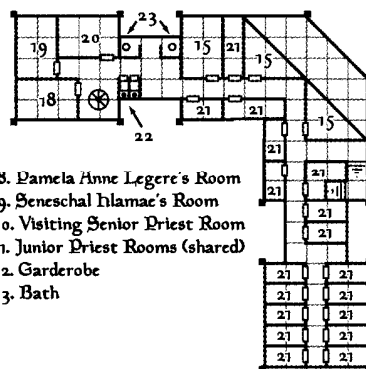 23
19 20 15 21 15
18 21 21 15
22
21
21
8. Pamela Anne Legere's Room
21
9. Seneschal Hlamae's Room
21
0. Visiting Senior Priest Room
21
1. Junior Priest Rooms (shared)
2. Garderobe
21 21
3. Bath
21 21
21 21
21 21
21 21